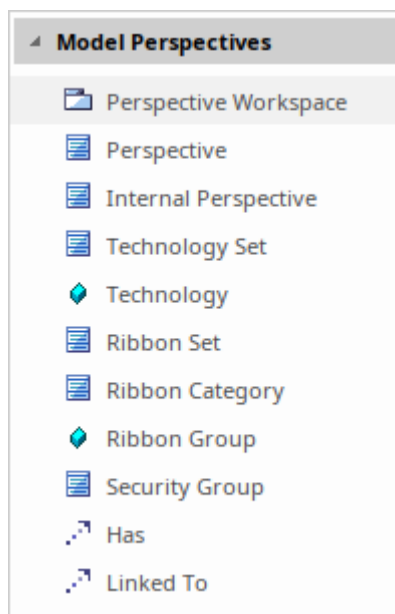 Model Perspectives
Perspective Workspace
Perspective
Internal Perspective
Technology Set
Technology
Ribbon Set
Ribbon Category
Ribbon Group
Security Group
Has
Linked To